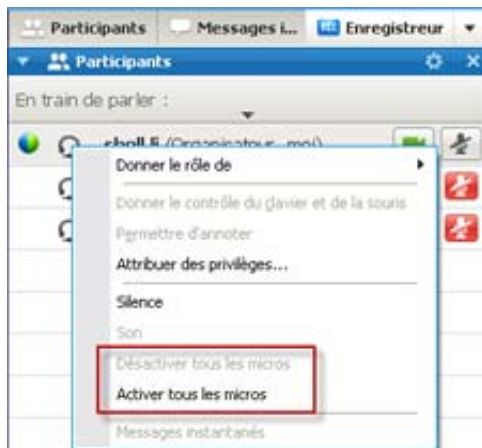 Participants Messages i... Enregistreur
Participants
En train de parler :
(Organisateur, moi)
Donner le rôle de
Donner le contrôle du clavier et de la souris
Permettre d'annoter
Attribuer des privilèges...
Silence
Son
Désactiver tous les micros
Activer tous les micros
Messages instantanés